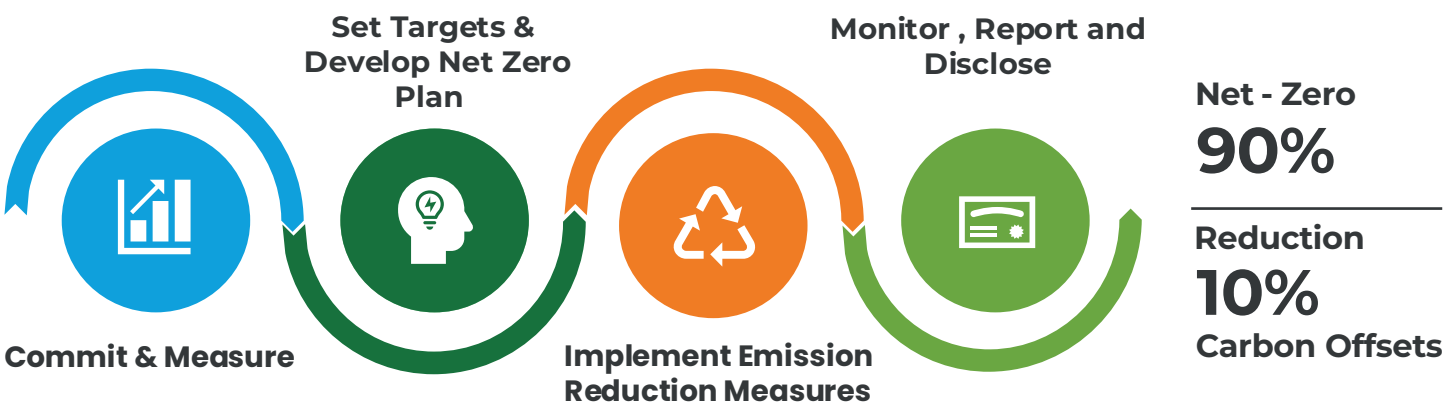 Commit & Measure
Set Targets &
Develop Net Zero
Plan
Implement Emission
Reduction Measures
Monitor , Report and
Disclose
Net - Zero
90%
Reduction
10%
Carbon Offsets